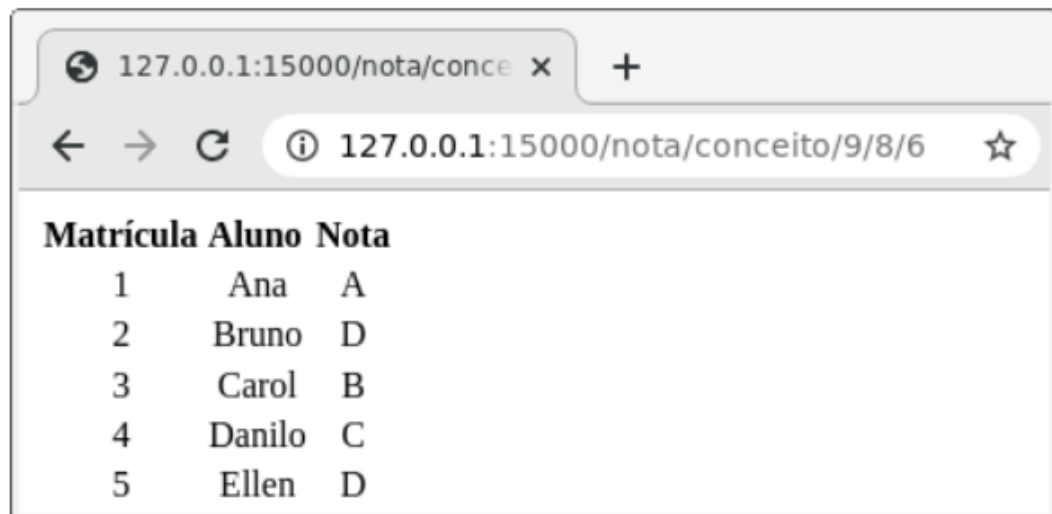 127.0.0.1:15000/nota/conce
127.0.0.1:15000/nota/conceito/9/8/6
Matrícula Aluno Nota
1 Ana A
2 Bruno D
3 Carol B
4 Danilo C
5 Ellen D